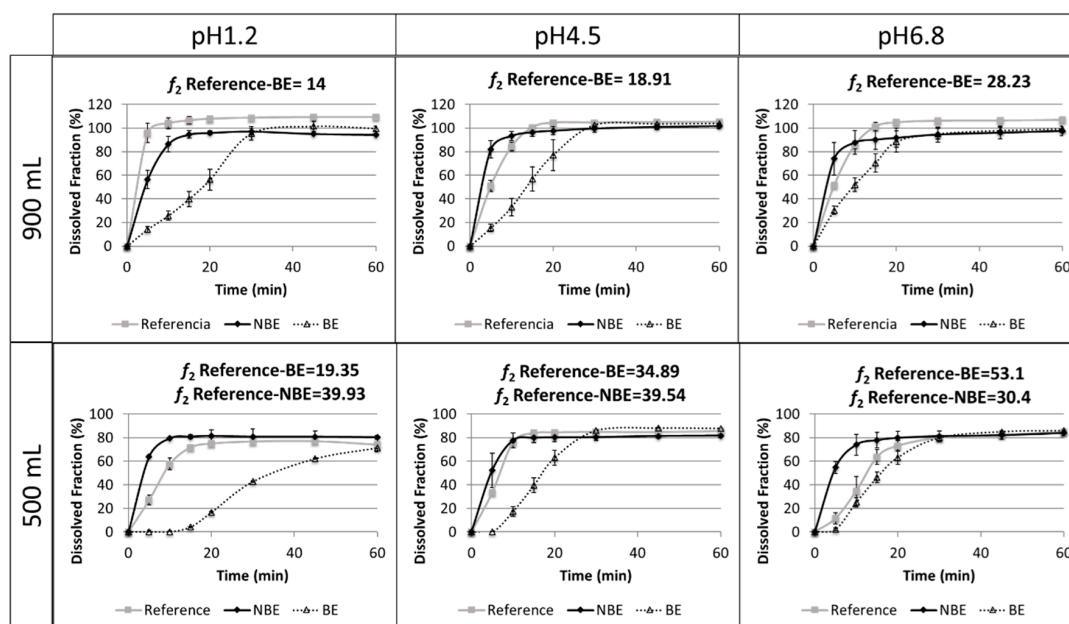 pH1.2
pH4.5
pH6.8
900 mL
f₂ Reference-BE= 14
Dissolved Fraction (%)
120
100
80
60
40
20
0
0
20
40
60
Time (min)
Referencia
NBE
BE
f₂ Reference-BE= 18.91
Dissolved Fraction (%)
120
100
80
60
40
20
0
0
20
40
60
Time (min)
Referencia
NBE
BE
f₂ Reference-BE= 28.23
Dissolved Fraction (%)
120
100
80
60
40
20
0
0
20
40
60
Time (min)
Referencia
NBE
BE
500 mL
f₂ Reference-BE=19.35
f₂ Reference-NBE=39.93
Dissolved Fraction (%)
100
80
60
40
20
0
0
20
40
60
Time (min)
Reference
NBE
BE
f₂ Reference-BE=34.89
f₂ Reference-NBE=39.54
Dissolved Fraction (%)
100
80
60
40
20
0
0
20
40
60
Time (min)
Reference
NBE
BE
f₂ Reference-BE=53.1
f₂ Reference-NBE=30.4
Dissolved Fraction (%)
100
80
60
40
20
0
0
20
40
60
Time (min)
Reference
NBE
BE